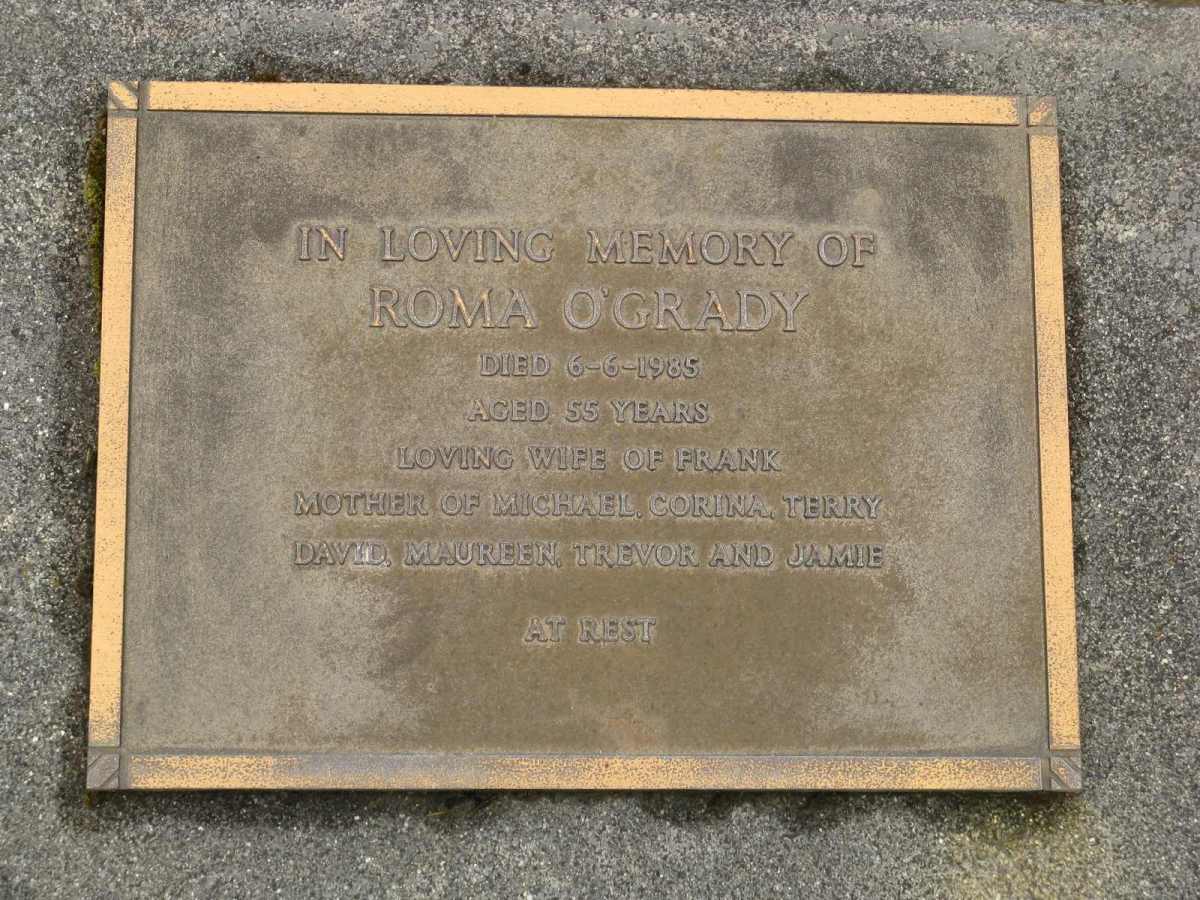 IN LOVING MEMORY OF
ROMA O'GRADY
DIED 6-6-1985
AGED 55 YEARS
LOVING WIFE OF FRANK
MOTHER OF MICHAEL, CORINA, TERRY
DAVID, MAUREEN, TREVOR AND JAMIE
AT REST